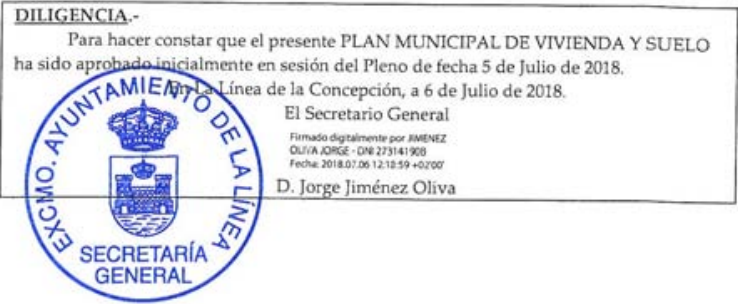 DILIGENCIA.-
Para hacer constar que el presente PLAN MUNICIPAL DE VIVIENDA Y SUELO
ha sido aprobado inicialmente en sesión del Pleno de fecha 5 de Julio de 2018.
En La Línea de la Concepción, a 6 de Julio de 2018.
El Secretario General
Firmado digitalmente por JIMENEZ
OLIVA JORGE - DNI 27314190B
Fecha: 2018.07.06 12:10:59 +02'00'
D. Jorge Jiménez Oliva
EXCMO. AYUNTAMIENTO DE LA LÍNEA
SECRETARÍA
GENERAL